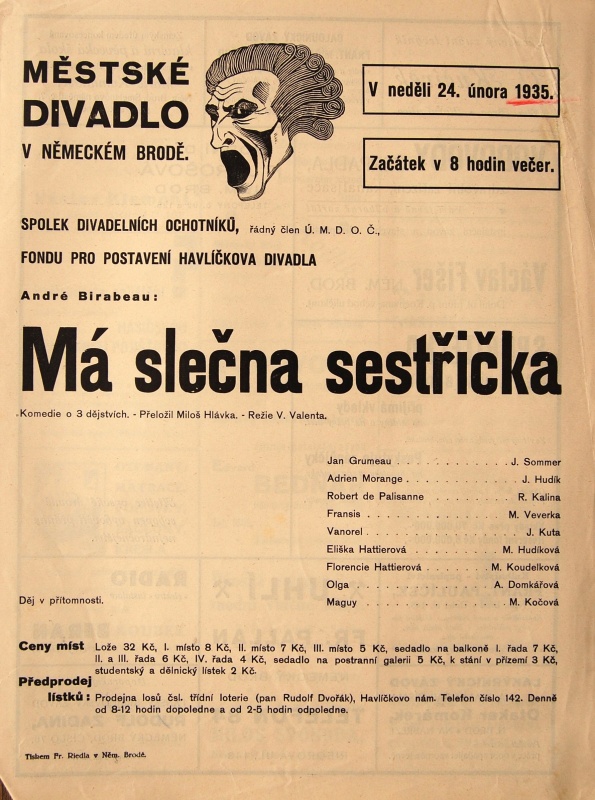 MĚSTSKÉ
DIVADLO
V NĚMECKÉM BRODĚ.
V neděli 24. února 1935.
Začátek v 8 hodin večer.
SPOLEK DIVADELNÍCH OCHOTNÍKŮ, řádný člen Ú. M. D. O. Č.,
FONDU PRO POSTAVENÍ HAVLÍČKOVA DIVADLA
André Birabeau:
Má slečna sestřička
Komedie o 3 dějstvích. - Přeložil Miloš Hlávka. - Režie V. Valenta.
Jan Grumeau . . . . . . . . . . . . J. Sommer
Adrien Morange . . . . . . . . . . . J. Hudík
Robert de Palisanne . . . . . . . . R. Kalina
Fransis . . . . . . . . . . . . . . M. Veverka
Vanorel . . . . . . . . . . . . . . J. Kuta
Eliška Hattierová . . . . . . . . M. Hudíková
Florencie Hattierová . . . . . . M. Koudelková
Olga . . . . . . . . . . . . . A. Domkářová
Maguy . . . . . . . . . . . . . M. Kočová
Děj v přítomnosti.
Ceny míst Lože 32 Kč, I. místo 8 Kč, II. místo 7 Kč, III. místo 5 Kč, sedadlo na balkoně I. řada 7 Kč,
II. a III. řada 6 Kč, IV. řada 4 Kč, sedadlo na postranní galerii 5 Kč, k stání v přízemí 3 Kč,
studentský a dělnický lístek 2 Kč.
Předprodej
lístků: Prodejna losů čsl. třídní loterie (pan Rudolf Dvořák), Havlíčkovo nám. Telefon číslo 142. Denně
od 8-12 hodin dopoledne a od 2-5 hodin odpoledne.
Tiskem Fr. Riedla v Něm. Brodě.